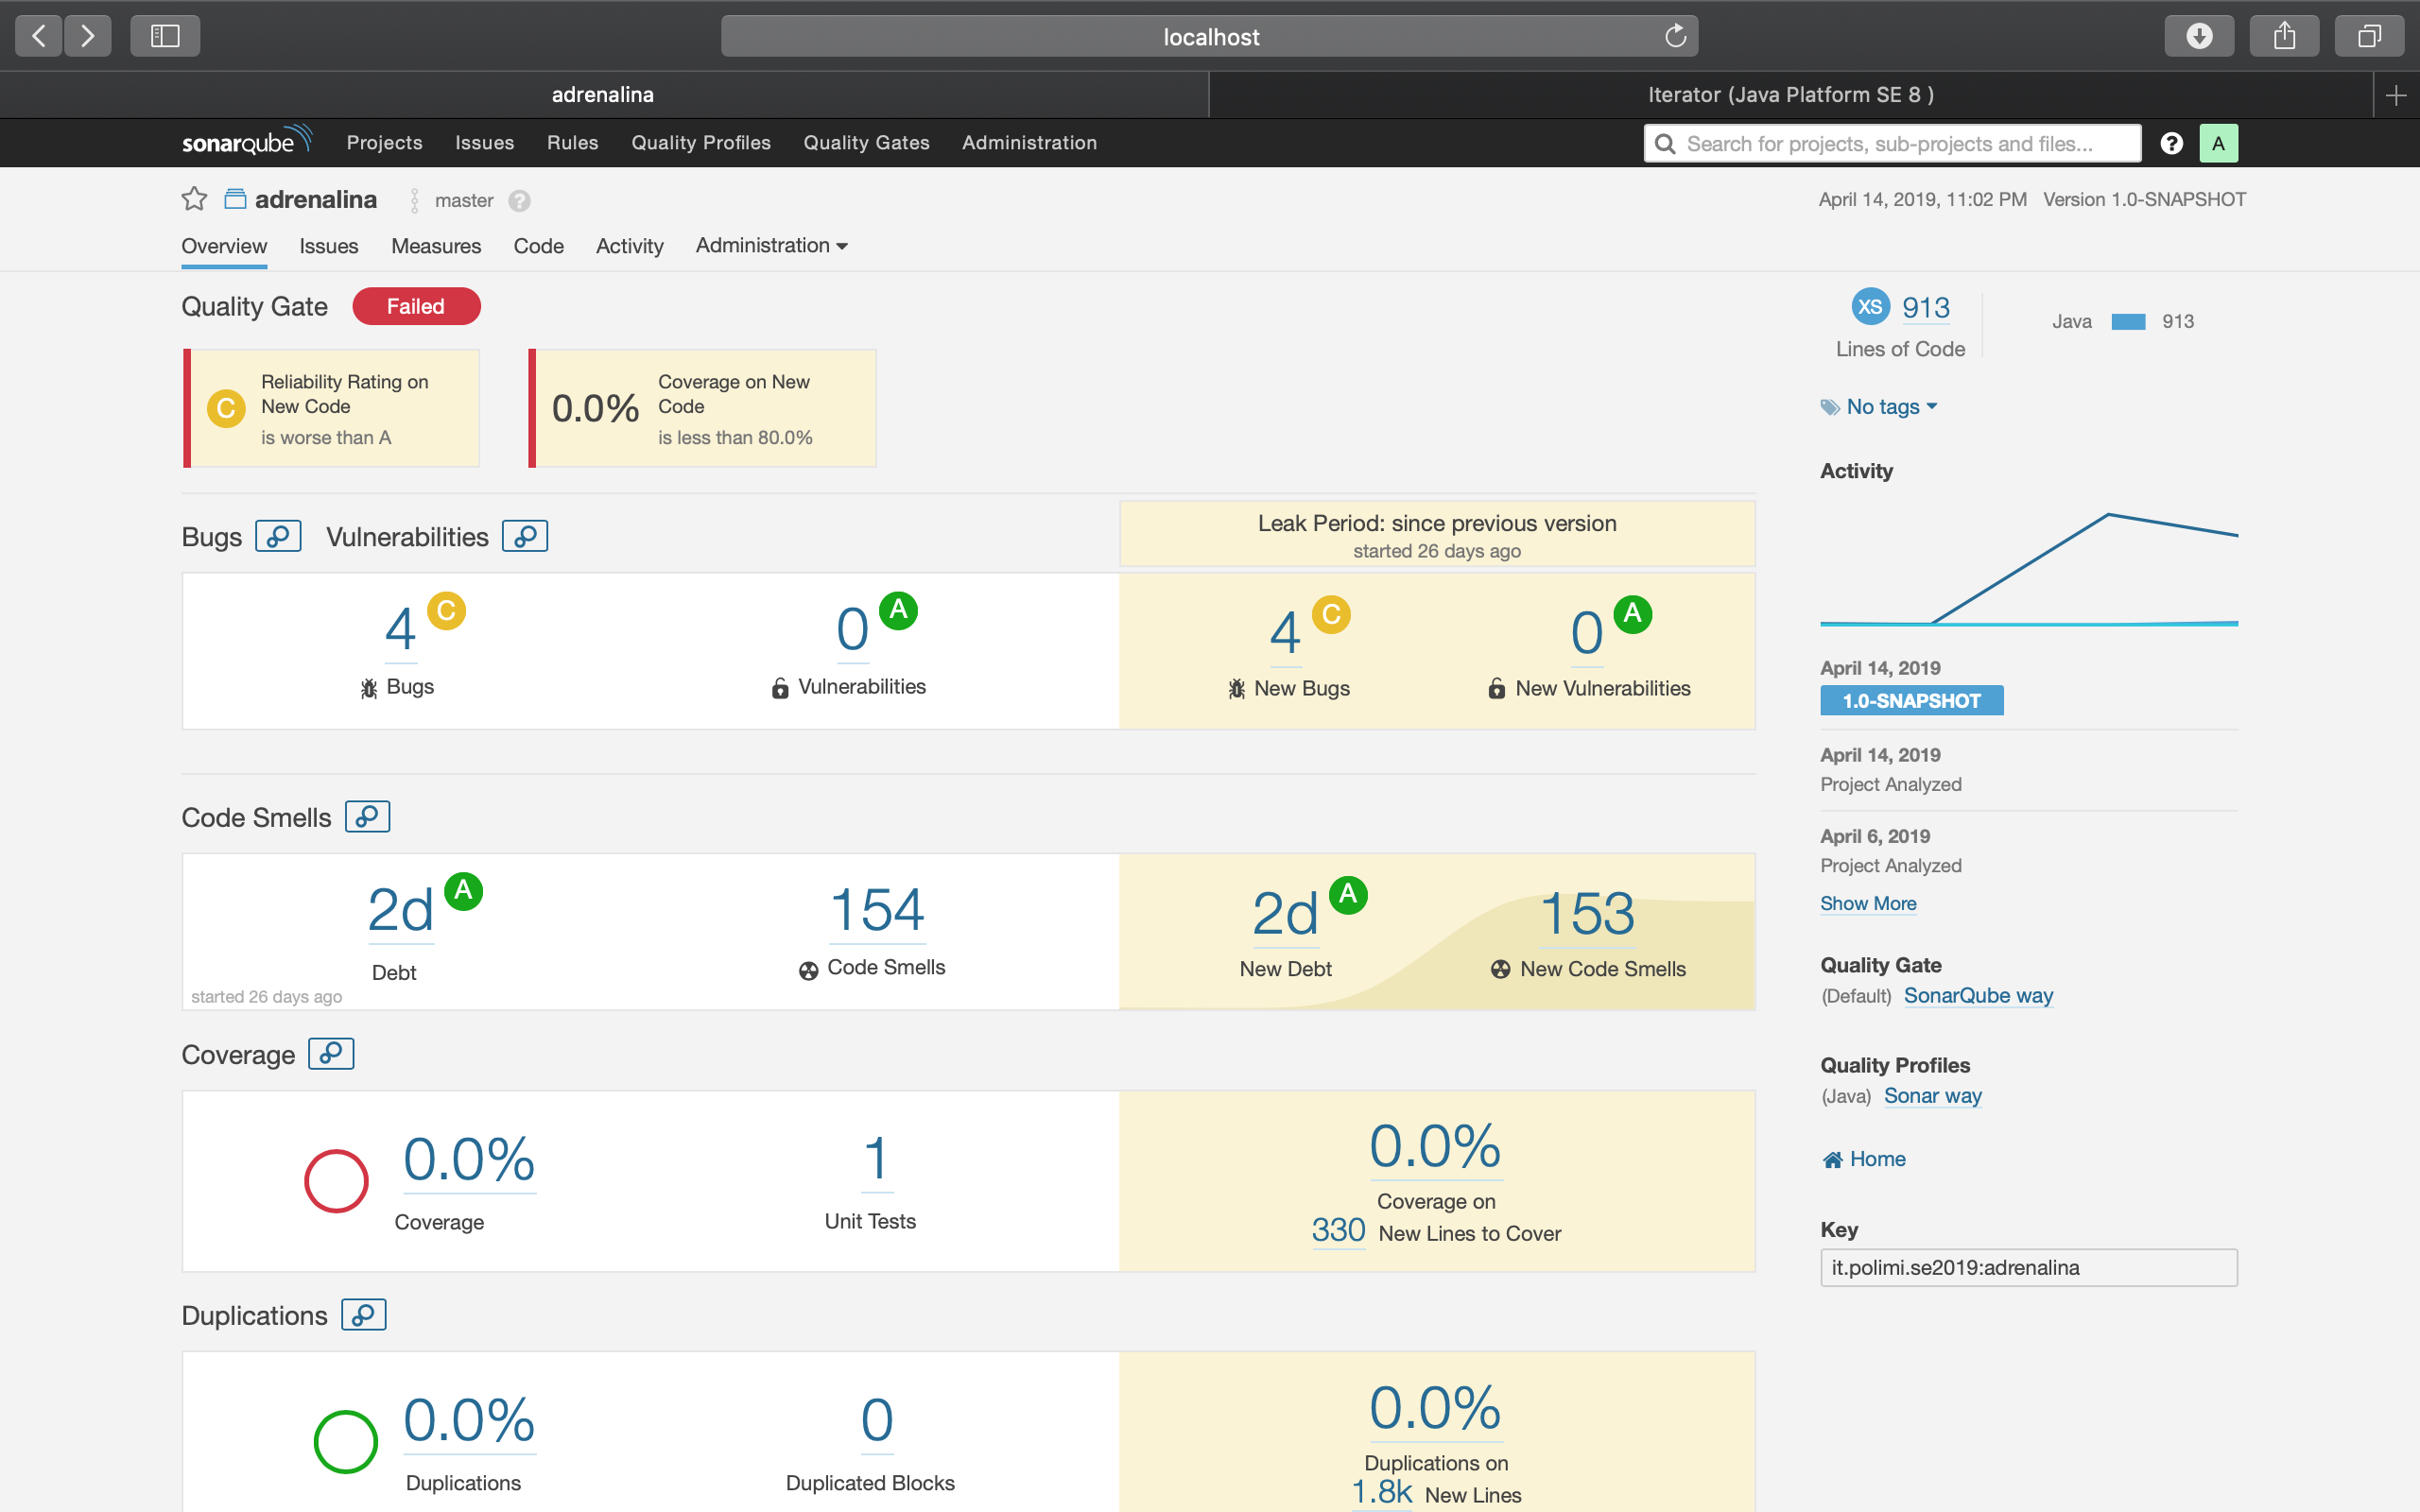 localhost
adrenalina
Iterator (Java Platform SE 8 )
sonarqube Projects Issues Rules Quality Profiles Quality Gates Administration
Search for projects, sub-projects and files...
?
A
adrenalina
master
?
April 14, 2019, 11:02 PM Version 1.0-SNAPSHOT
Overview Issues Measures Code Activity Administration
Quality Gate Failed
C
Reliability Rating on
New Code
is worse than A
0.0%
Coverage on New
Code
is less than 80.0%
Bugs Vulnerabilities
Leak Period: since previous version
started 26 days ago
4 C
Bugs
0 A
Vulnerabilities
4 C
New Bugs
0 A
New Vulnerabilities
Code Smells
2d A
Debt
started 26 days ago
154
Code Smells
2d A
New Debt
153
New Code Smells
Coverage
0.0%
Coverage
1
Unit Tests
0.0%
Coverage on
330 New Lines to Cover
Duplications
0.0%
Duplications
0
Duplicated Blocks
0.0%
Duplications on
1.8k New Lines
XS 913
Lines of Code
Java 913
No tags
Activity
April 14, 2019
1.0-SNAPSHOT
April 14, 2019
Project Analyzed
April 6, 2019
Project Analyzed
Show More
Quality Gate
(Default) SonarQube way
Quality Profiles
(Java) Sonar way
Home
Key
it.polimi.se2019:adrenalina